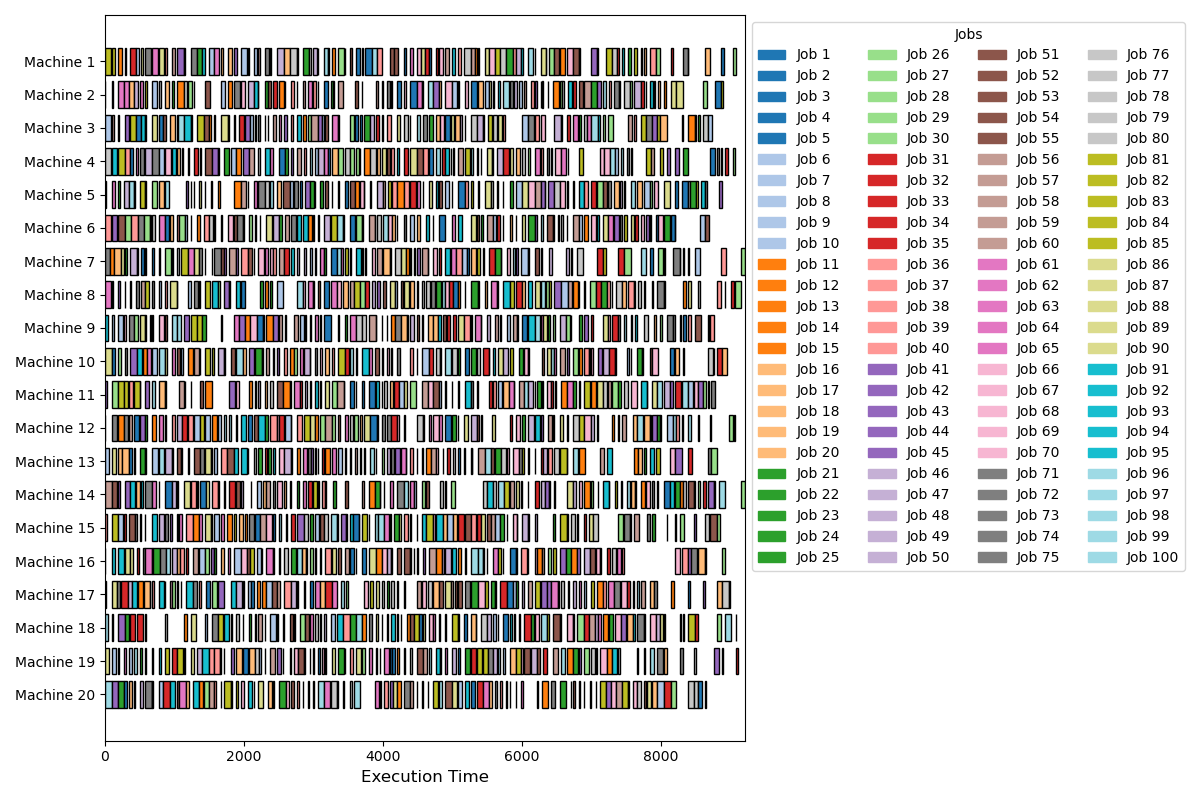 Machine 1
Machine 2
Machine 3
Machine 4
Machine 5
Machine 6
Machine 7
Machine 8
Machine 9
Machine 10
Machine 11
Machine 12
Machine 13
Machine 14
Machine 15
Machine 16
Machine 17
Machine 18
Machine 19
Machine 20
0 2000 4000 6000 8000
Execution Time
Jobs
Job 1 Job 26 Job 51 Job 76
Job 2 Job 27 Job 52 Job 77
Job 3 Job 28 Job 53 Job 78
Job 4 Job 29 Job 54 Job 79
Job 5 Job 30 Job 55 Job 80
Job 6 Job 31 Job 56 Job 81
Job 7 Job 32 Job 57 Job 82
Job 8 Job 33 Job 58 Job 83
Job 9 Job 34 Job 59 Job 84
Job 10 Job 35 Job 60 Job 85
Job 11 Job 36 Job 61 Job 86
Job 12 Job 37 Job 62 Job 87
Job 13 Job 38 Job 63 Job 88
Job 14 Job 39 Job 64 Job 89
Job 15 Job 40 Job 65 Job 90
Job 16 Job 41 Job 66 Job 91
Job 17 Job 42 Job 67 Job 92
Job 18 Job 43 Job 68 Job 93
Job 19 Job 44 Job 69 Job 94
Job 20 Job 45 Job 70 Job 95
Job 21 Job 46 Job 71 Job 96
Job 22 Job 47 Job 72 Job 97
Job 23 Job 48 Job 73 Job 98
Job 24 Job 49 Job 74 Job 99
Job 25 Job 50 Job 75 Job 100